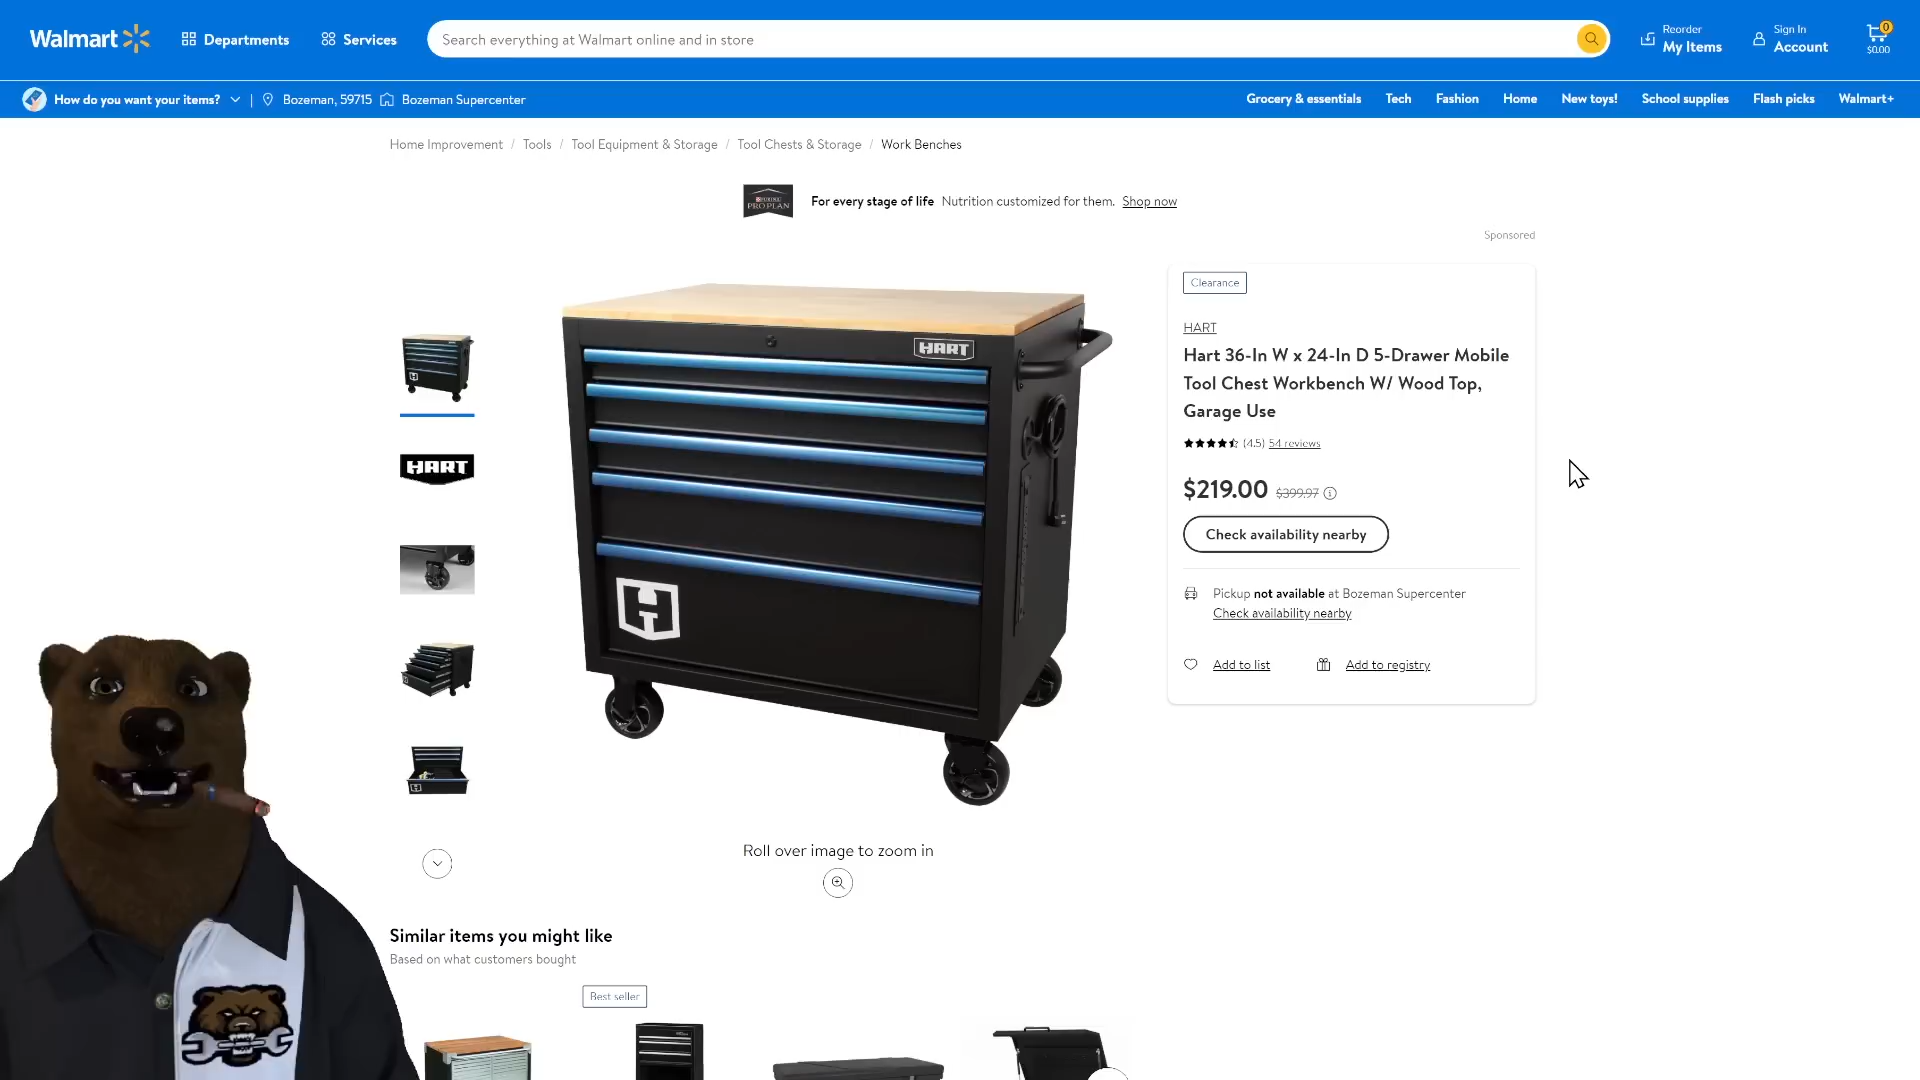 Walmart
Departments
Services
Search everything at Walmart online and in store
Reorder
My Items
Sign In
Account
0
$0.00
How do you want your items?
Bozeman, 59715
Bozeman Supercenter
Grocery & essentials
Tech
Fashion
Home
New toys!
School supplies
Flash picks
Walmart+
Home Improvement / Tools / Tool Equipment & Storage / Tool Chests & Storage / Work Benches
PURINA
PRO PLAN
For every stage of life Nutrition customized for them. Shop now
Sponsored
HART
HART
Clearance
HART
Hart 36-In W x 24-In D 5-Drawer Mobile
Tool Chest Workbench W/ Wood Top,
Garage Use
(4.5) 54 reviews
$219.00 $399.97
Check availability nearby
Pickup not available at Bozeman Supercenter
Check availability nearby
Add to list
Add to registry
Roll over image to zoom in
Similar items you might like
Based on what customers bought
Best seller